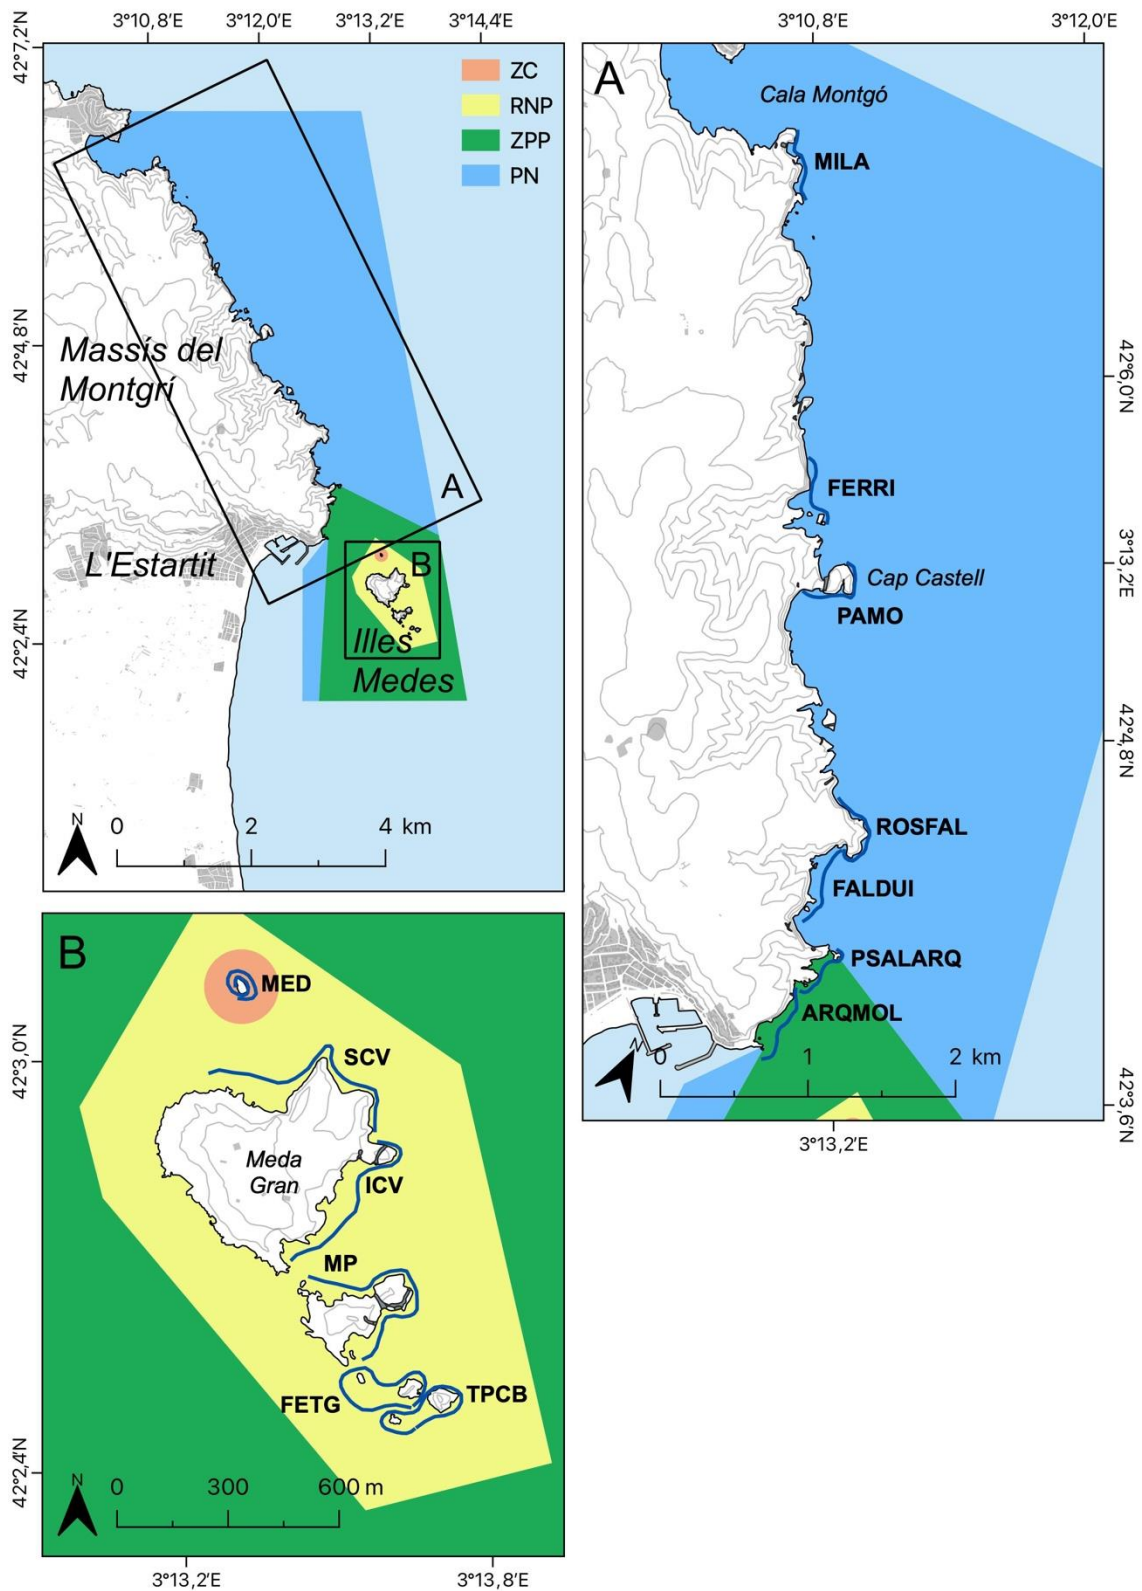 3°10,8'E 3°12,0'E 3°13,2'E 3°14,4'E
42°7,2'N
42°4,8'N
42°2,4'N
ZC
RNP
ZPP
PN
Massís del
Montgrí
L'Estartit
A
B
Illes
Medes
N
0 2 4 km
3°10,8'E 3°12,0'E
A
Cala Montgó
MILA
42°6,0'N
FERRI
3°13,2'E
Cap Castell
PAMO
42°4,8'N
ROSFAL
FALDUI
PSALARQ
ARQMOL
N
0 1 2 km
42°3,6'N
3°13,2'E
B
MED
42°3,0'N
SCV
Meda
Gran
ICV
MP
FETG
TPCB
42°2,4'N
N
0 300 600 m
3°13,2'E 3°13,8'E